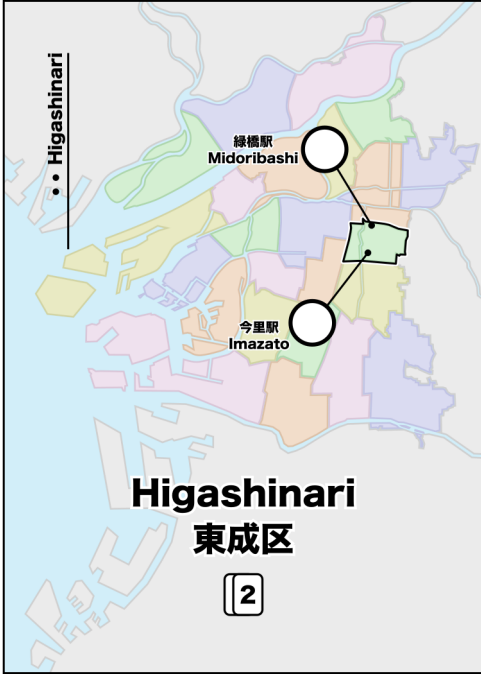 Higashinari
緑橋駅
Midoribashi
今里駅
Imazato
Higashinari
東成区
2